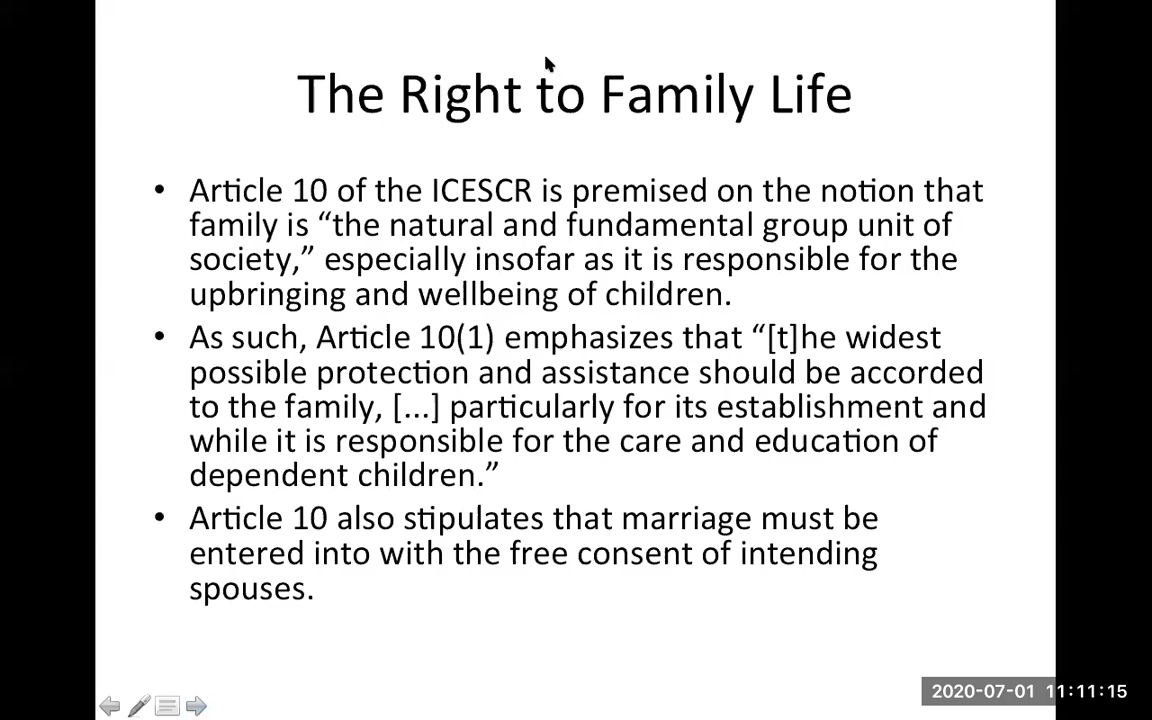 The Right to Family Life
• Article 10 of the ICESCR is premised on the notion that
family is “the natural and fundamental group unit of
society,” especially insofar as it is responsible for the
upbringing and wellbeing of children.
• As such, Article 10(1) emphasizes that “[t]he widest
possible protection and assistance should be accorded
to the family, [...] particularly for its establishment and
while it is responsible for the care and education of
dependent children.”
• Article 10 also stipulates that marriage must be
entered into with the free consent of intending
spouses.
2020-07-01 11:11:15